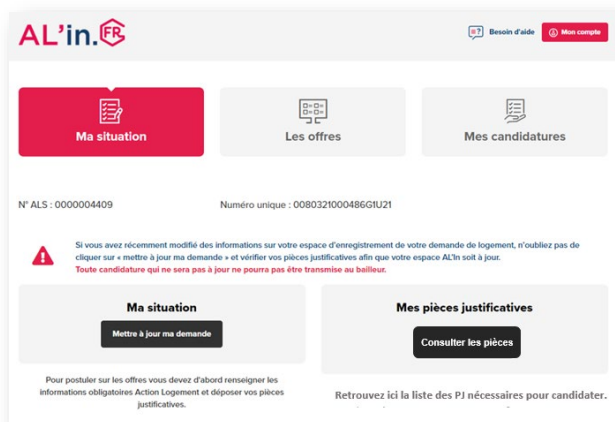 AL'in.FR
Besoin d'aide
Mon compte
Ma situation
Les offres
Mes candidatures
N° ALS : 0000004409
Numéro unique : 0080321000486G1U21
Si vous avez récemment modifié des informations sur votre espace d'enregistrement de votre demande de logement, n'oubliez pas de
cliquer sur « mettre à jour ma demande » et vérifier vos pièces justificatives afin que votre espace AL'in soit à jour.
Toute candidature qui ne sera pas à jour ne pourra pas être transmise au bailleur.
Ma situation
Mettre à jour ma demande
Pour postuler sur les offres vous devez d'abord renseigner les
informations obligatoires Action Logement et déposer vos pièces
justificatives.
Mes pièces justificatives
Consulter les pièces
Retrouvez ici la liste des PJ nécessaires pour candidater.